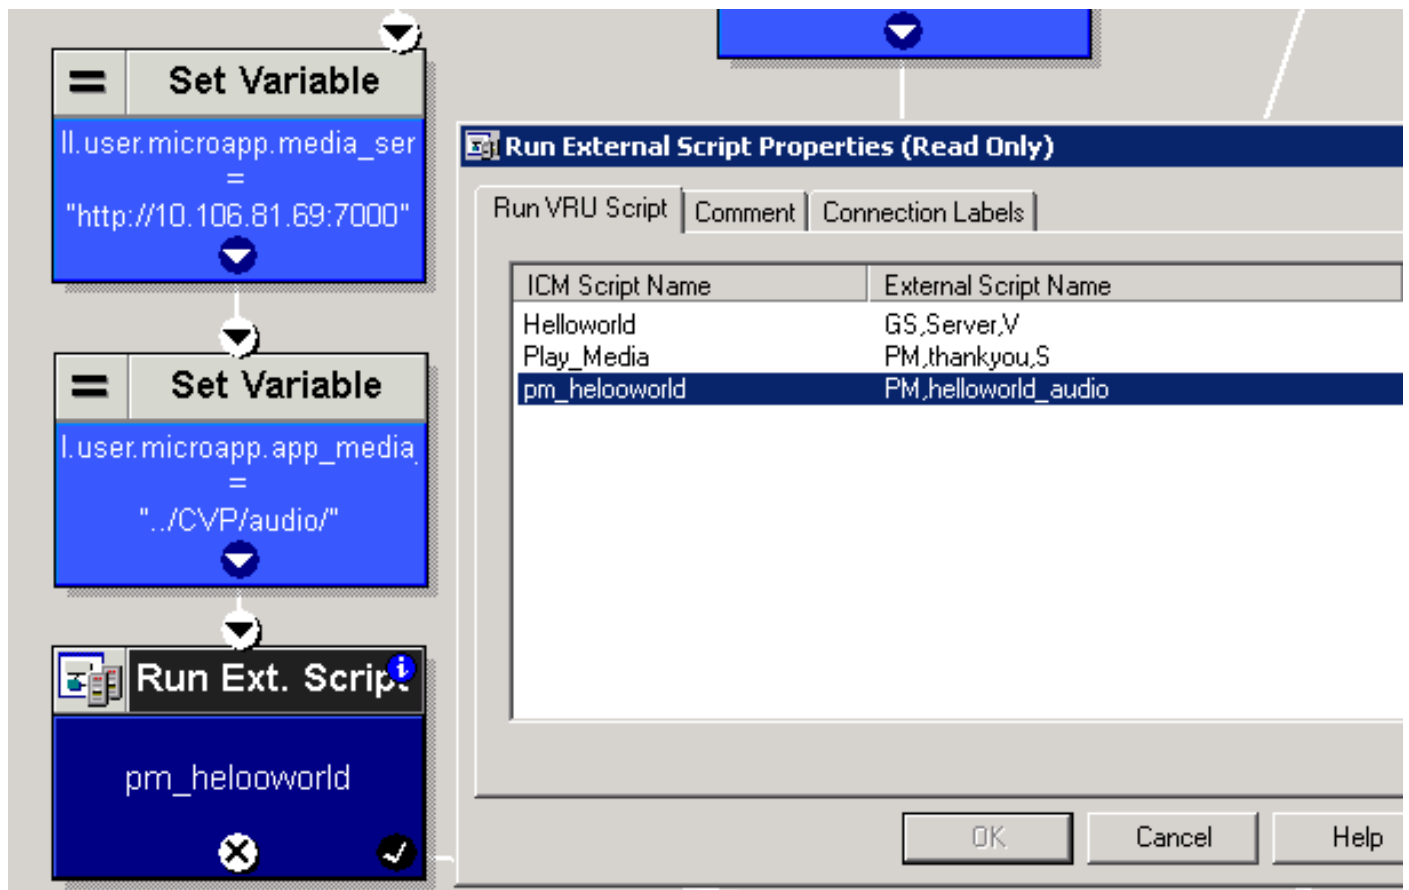 Set Variable
ll.user.microapp.media_ser
=
"http://10.106.81.69:7000"
Set Variable
l.user.microapp.app_media_
=
"../CVP/audio/"
Run Ext. Script
pm_helooworld
Run External Script Properties (Read Only)
Run VRU Script Comment Connection Labels
ICM Script Name External Script Name
Helloworld GS,Server,V
Play_Media PM,thankyou,S
pm_helooworld PM,helloworld_audio
OK Cancel Help